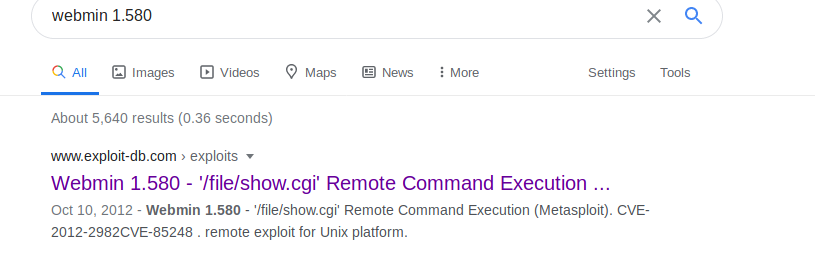 webmin 1.580
All Images Videos Maps News More Settings Tools
About 5,640 results (0.36 seconds)
www.exploit-db.com › exploits
Webmin 1.580 - '/file/show.cgi' Remote Command Execution ...
Oct 10, 2012 - Webmin 1.580 - '/file/show.cgi' Remote Command Execution (Metasploit). CVE-
2012-2982CVE-85248 . remote exploit for Unix platform.